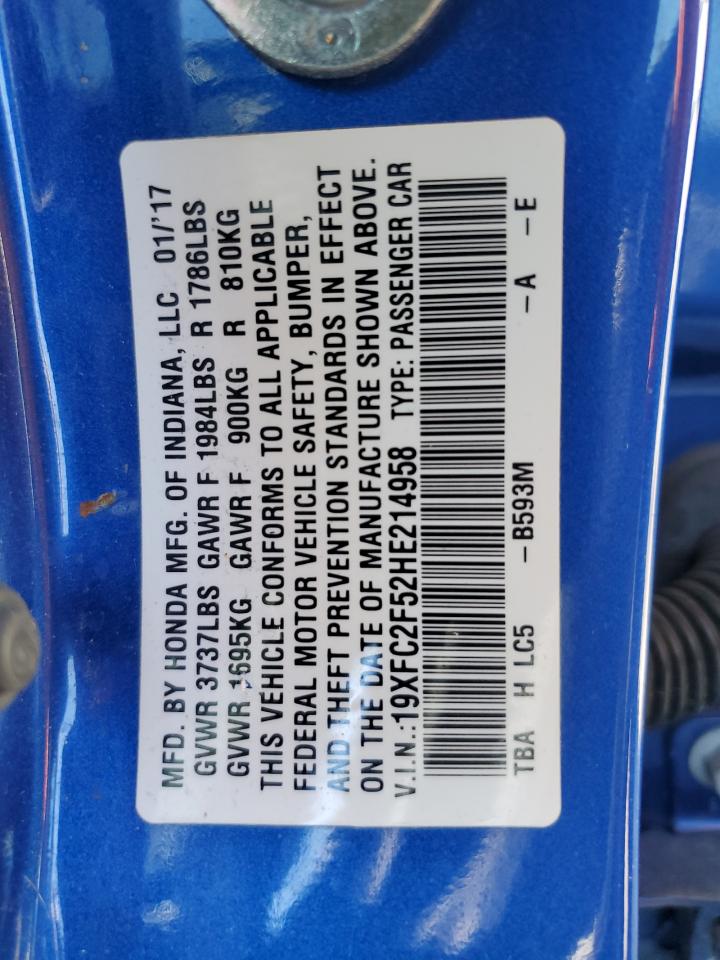 MFD. BY HONDA MFG. OF INDIANA, LLC 01/'17
GVWR 3737LBS GAWR F 1984LBS R 1786LBS
GVWR 1695KG GAWR F 900KG R 810KG
THIS VEHICLE CONFORMS TO ALL APPLICABLE
FEDERAL MOTOR VEHICLE SAFETY, BUMPER,
AND THEFT PREVENTION STANDARDS IN EFFECT
ON THE DATE OF MANUFACTURE SHOWN ABOVE.
V.I.N.:19XFC2F52HE214958 TYPE: PASSENGER CAR
TBA H LC5 -B593M -A -E